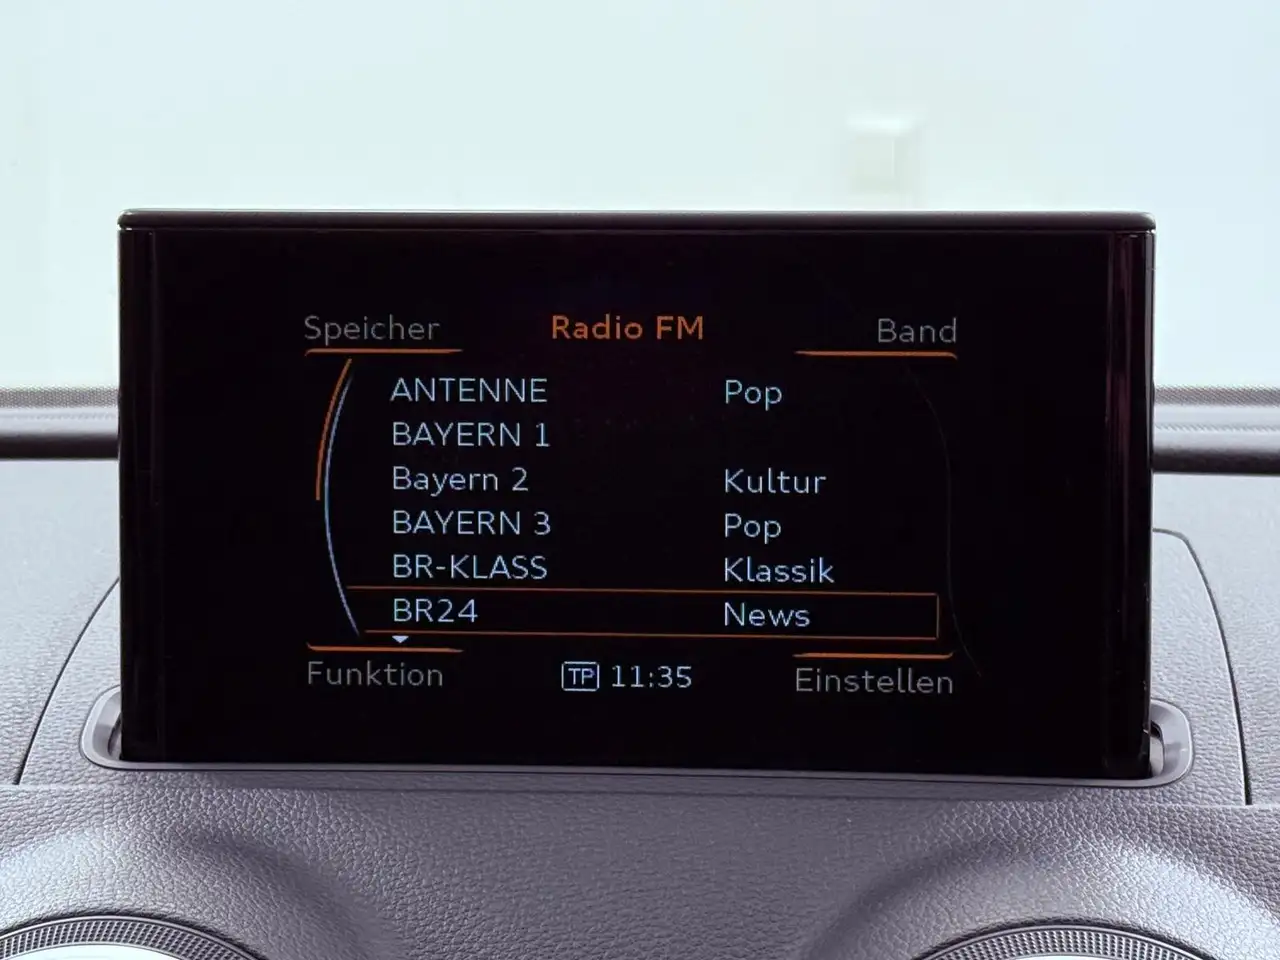 Speicher Radio FM Band
ANTENNE Pop
BAYERN 1
Bayern 2 Kultur
BAYERN 3 Pop
BR-KLASS Klassik
BR24 News
Funktion TP 11:35 Einstellen